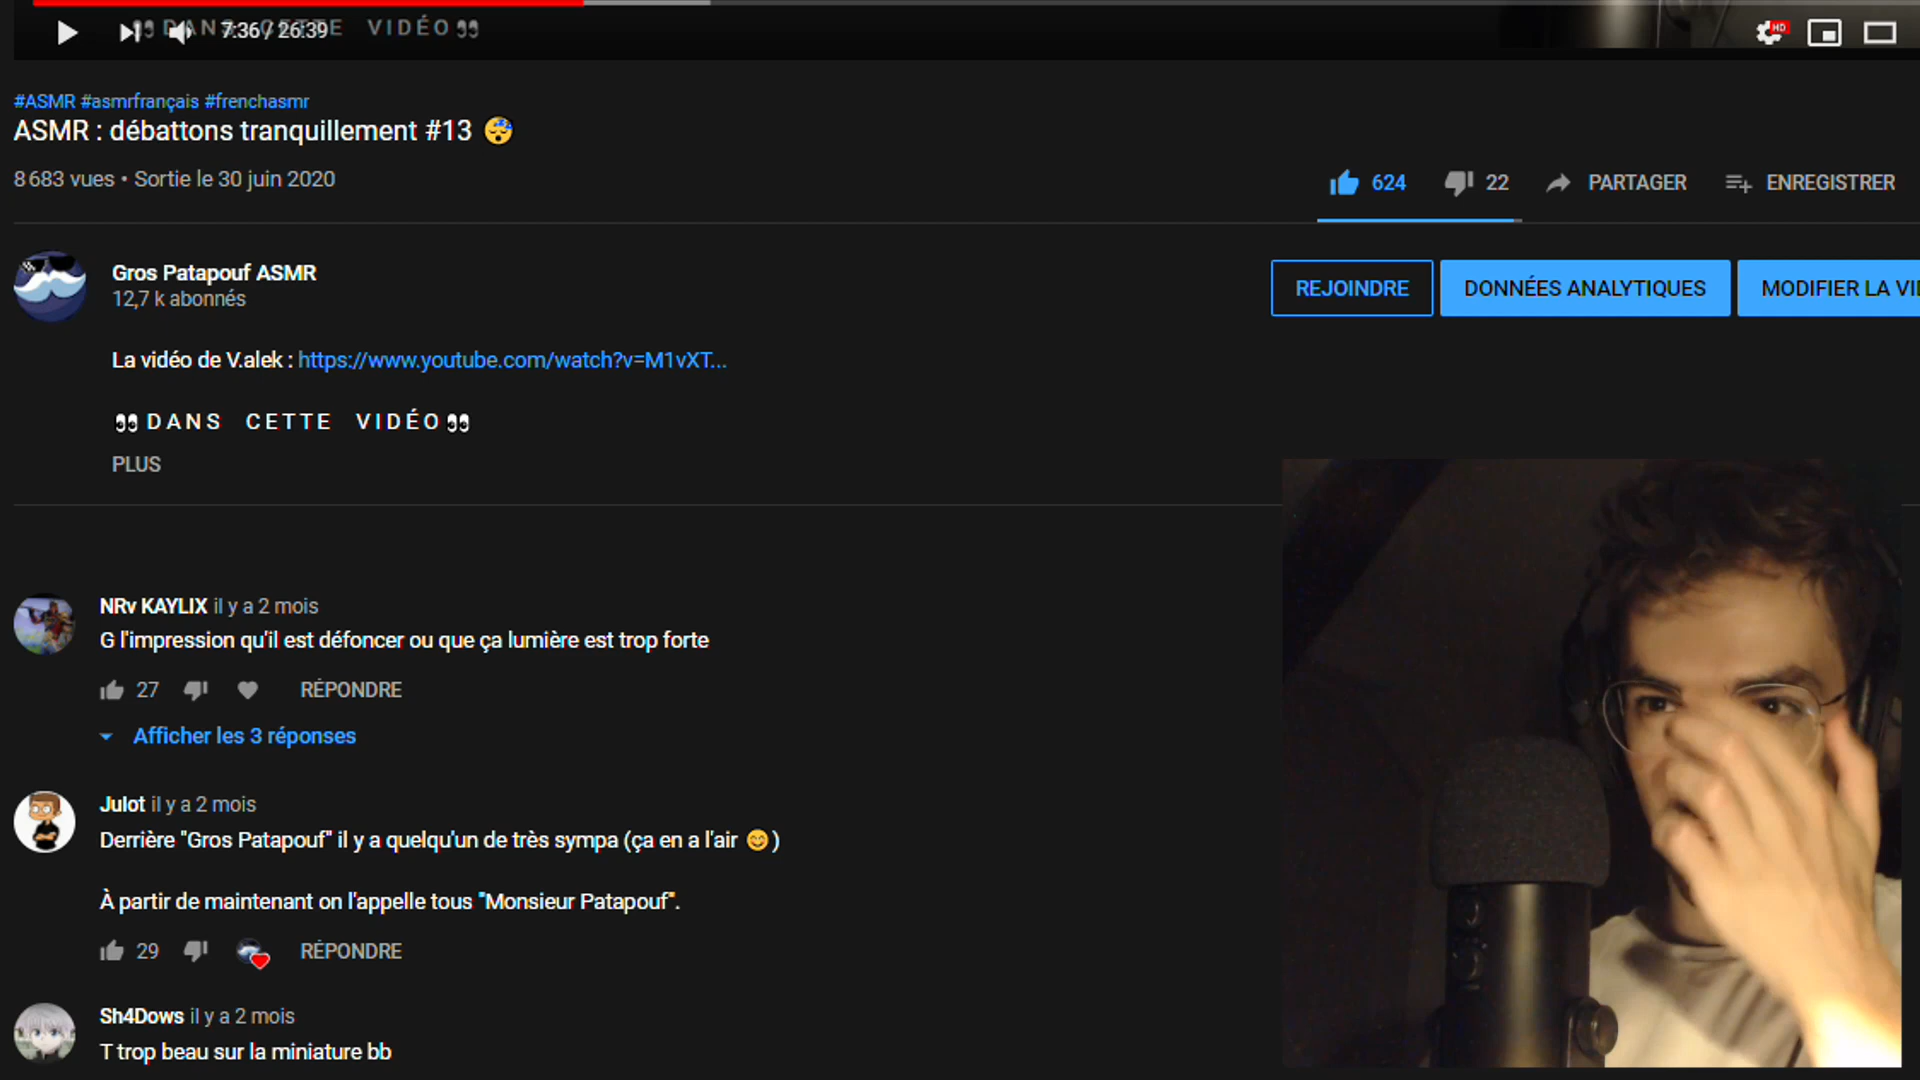 DANS CETTE VIDÉO
7:36 / 26:39
HD
#ASMR #asmrfrançais #frenchasmr
ASMR : débattons tranquillement #13 😴
8 683 vues • Sortie le 30 juin 2020
624
22
PARTAGER
ENREGISTRER
Gros Patapouf ASMR
12,7 k abonnés
REJOINDRE
DONNÉES ANALYTIQUES
MODIFIER LA VI
La vidéo de V.alek : https://www.youtube.com/watch?v=M1vXT...
👀DANS CETTE VIDÉO👀
PLUS
NRv KAYLIX il y a 2 mois
G l'impression qu'il est défoncer ou que ça lumière est trop forte
27
RÉPONDRE
Afficher les 3 réponses
Julot il y a 2 mois
Derrière "Gros Patapouf" il y a quelqu'un de très sympa (ça en a l'air 😊)
À partir de maintenant on l'appelle tous "Monsieur Patapouf".
29
RÉPONDRE
Sh4Dows il y a 2 mois
T trop beau sur la miniature bb